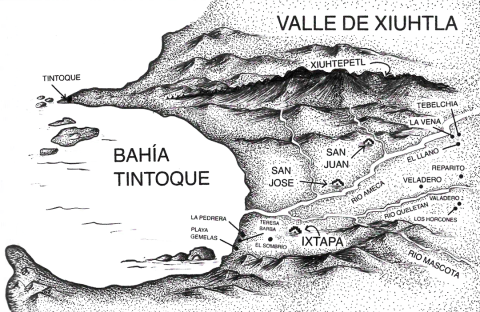 VALLE DE XIUHTLA
XIUHTEPETL
TINTOQUE
TEBELCHIA
LA VENA
EL LLANO
BAHÍA
TINTOQUE
SAN
JUAN
SAN
JOSE
REPARITO
VELADERO
VALADERO
RIO AMECA
RIO QUELETAN
LOS HORCONES
LA PEDRERA
PLAYA
GEMELAS
TERESA
BARBA
EL SOMBRIO
IXTAPA
RIO MASCOTA